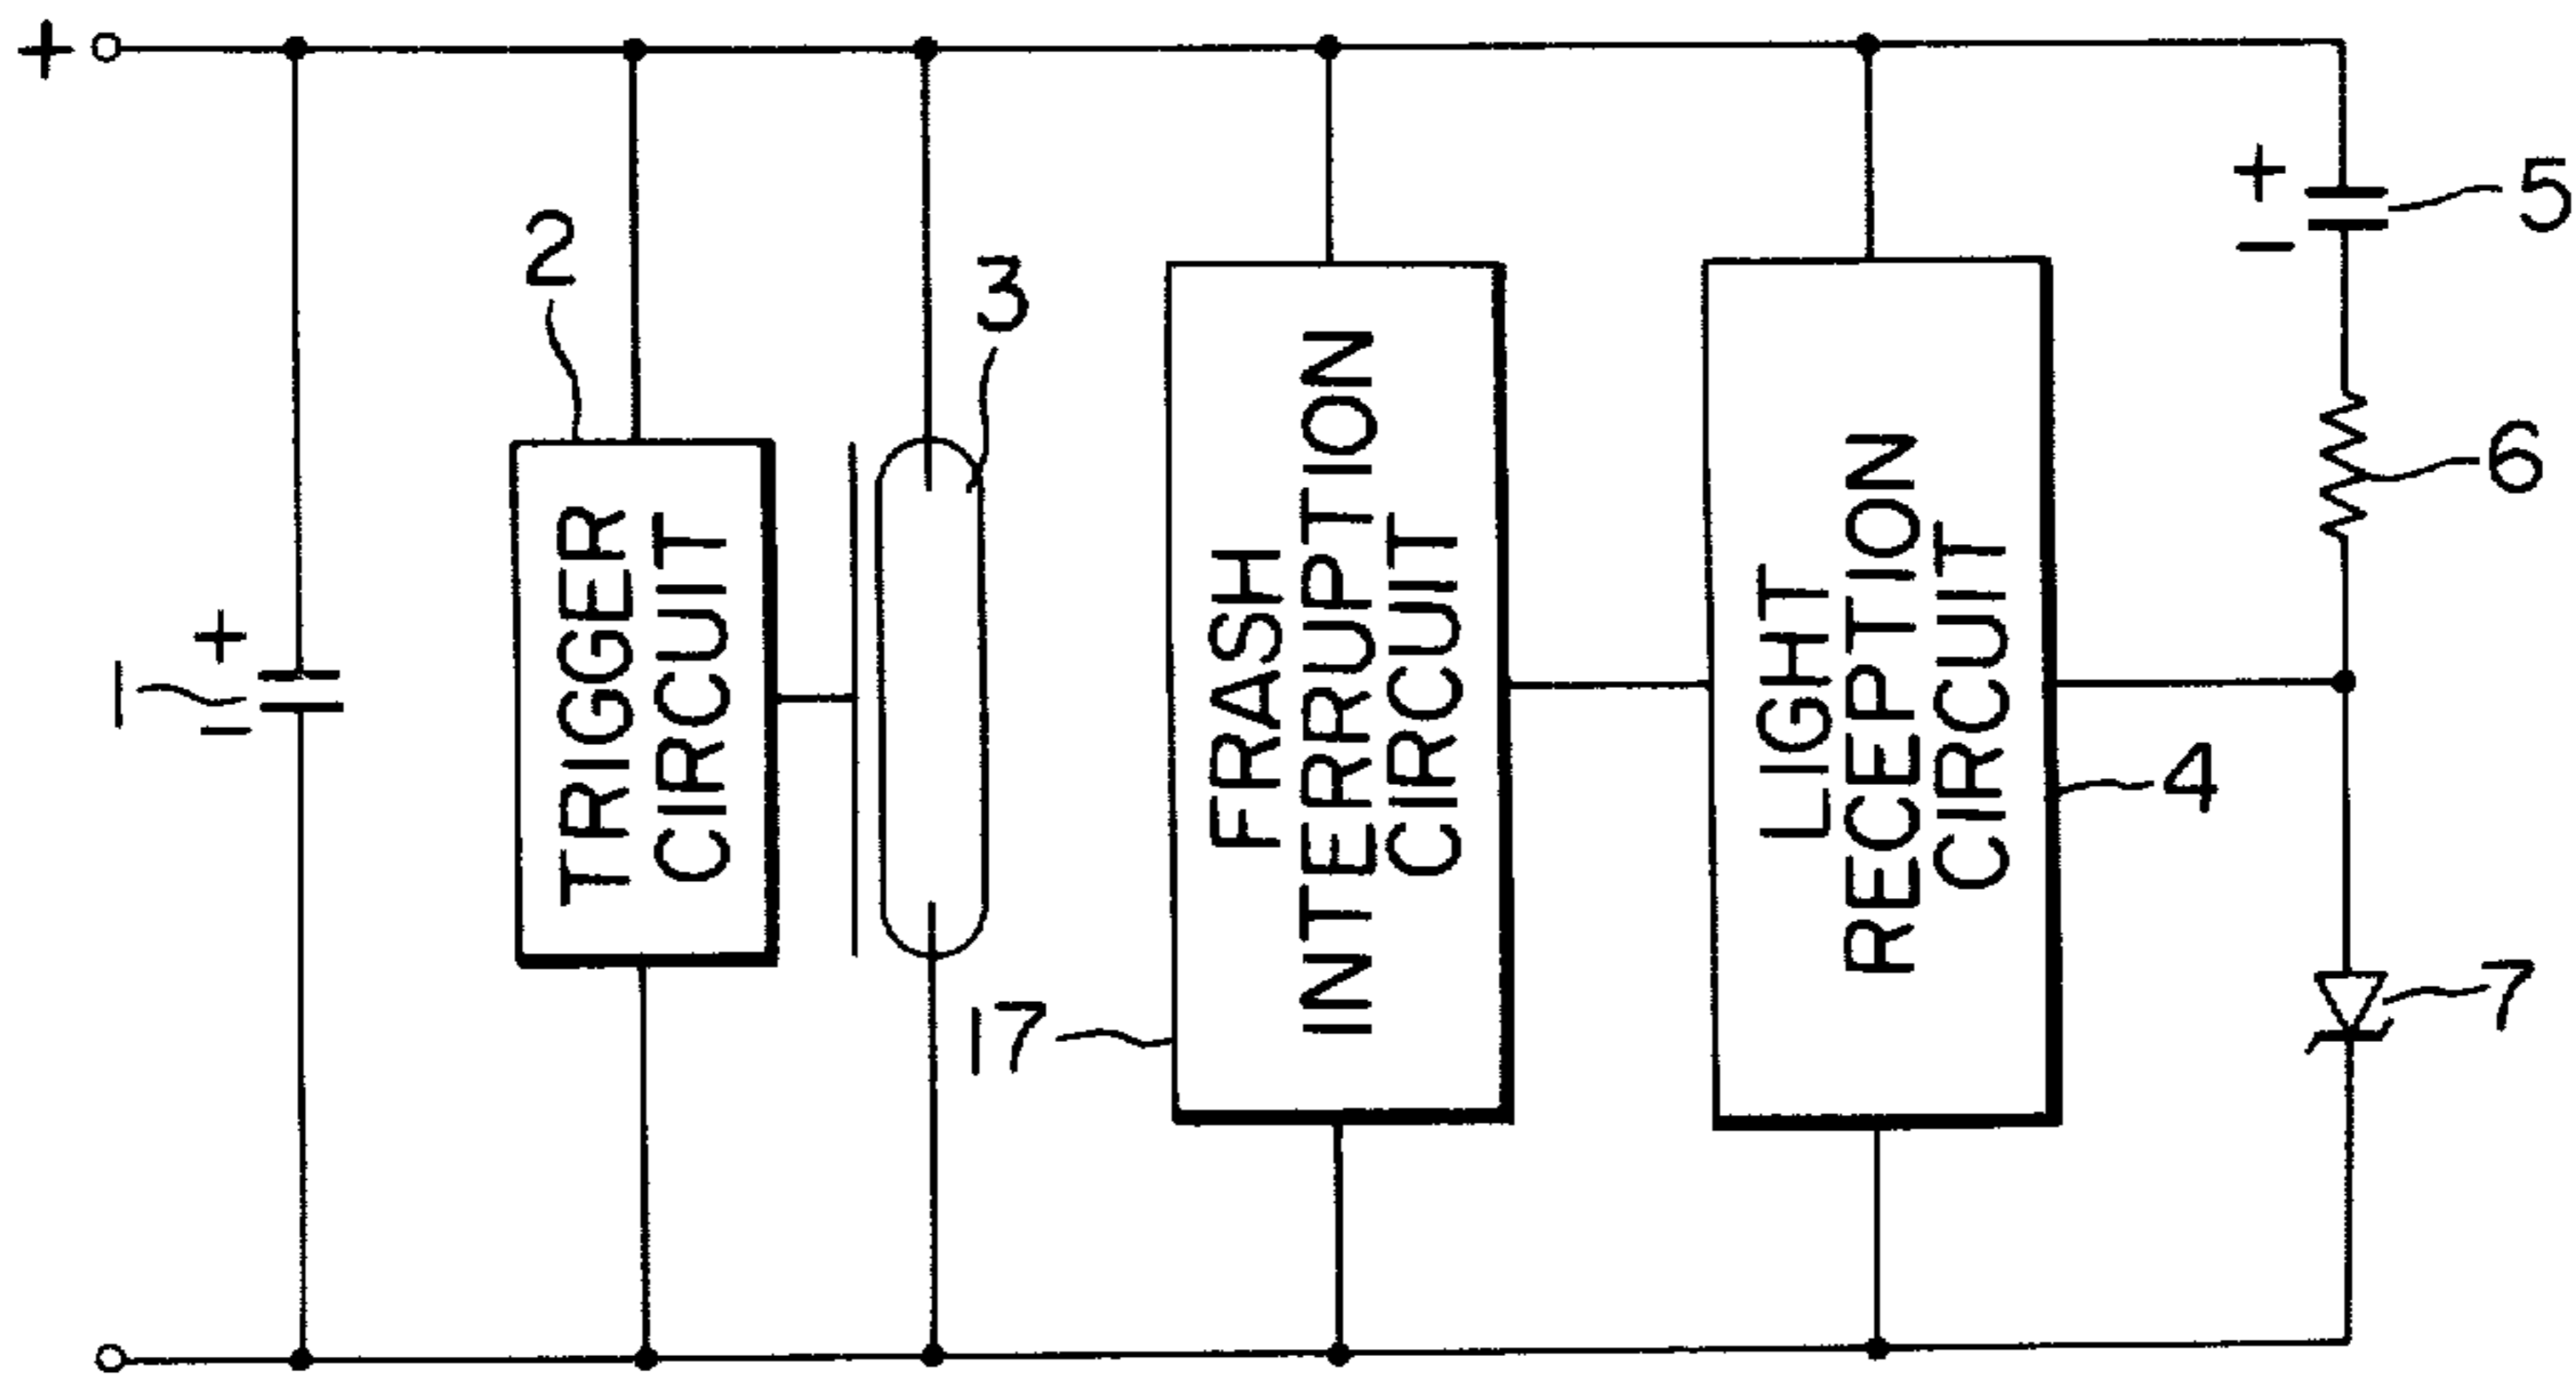 +
1
+
−
2
TRIGGER
CIRCUIT
3
17
FRASH
INTERRUPTION
CIRCUIT
LIGHT
RECEPTION
CIRCUIT
4
+
−
5
6
7